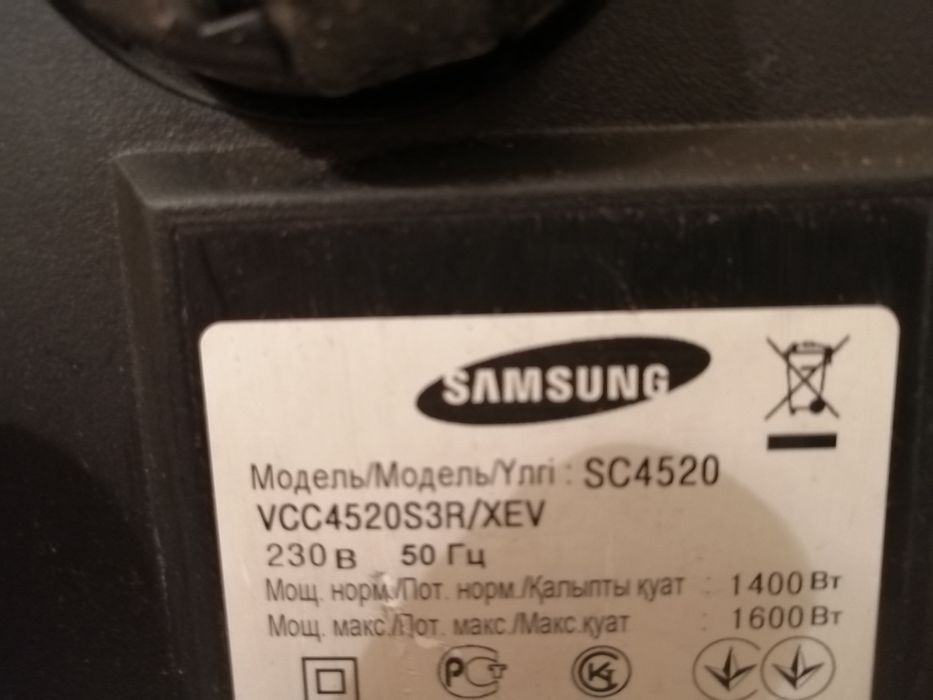 SAMSUNG
Модель/Модель/Үлгі : SC4520
VCC4520S3R/XEV
230 В 50 Гц
Мощ. норм./Пот. норм./Қалыпты қуат : 1400 Вт
Мощ. макс./Пот. макс./Макс.қуат : 1600 Вт